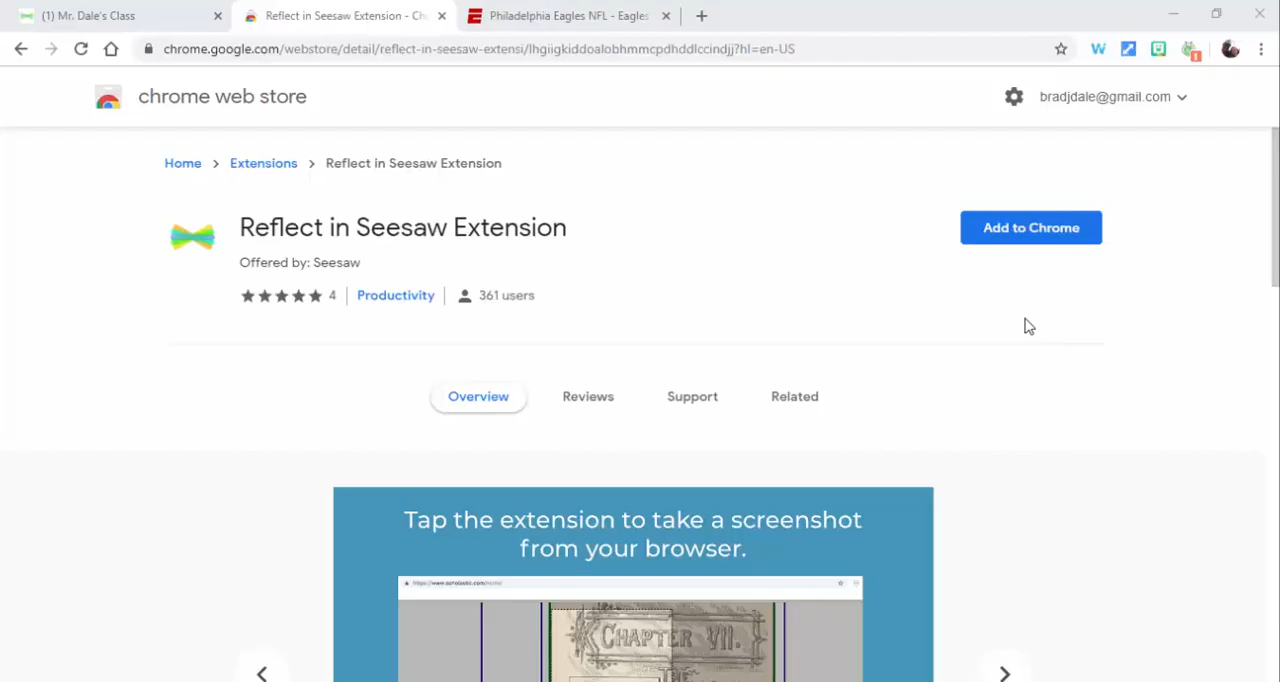 (1) Mr. Dale's Class
Reflect in Seesaw Extension - Ch
Philadelphia Eagles NFL - Eagles
chrome.google.com/webstore/detail/reflect-in-seesaw-extensi/lhgiigkiddoalobhmmcpdhddlccindjj?hl=en-US
W
1
chrome web store
bradjdale@gmail.com
Home > Extensions > Reflect in Seesaw Extension
Reflect in Seesaw Extension
Add to Chrome
Offered by: Seesaw
4
Productivity
361 users
Overview
Reviews
Support
Related
Tap the extension to take a screenshot
from your browser.
CHAPTER VII.